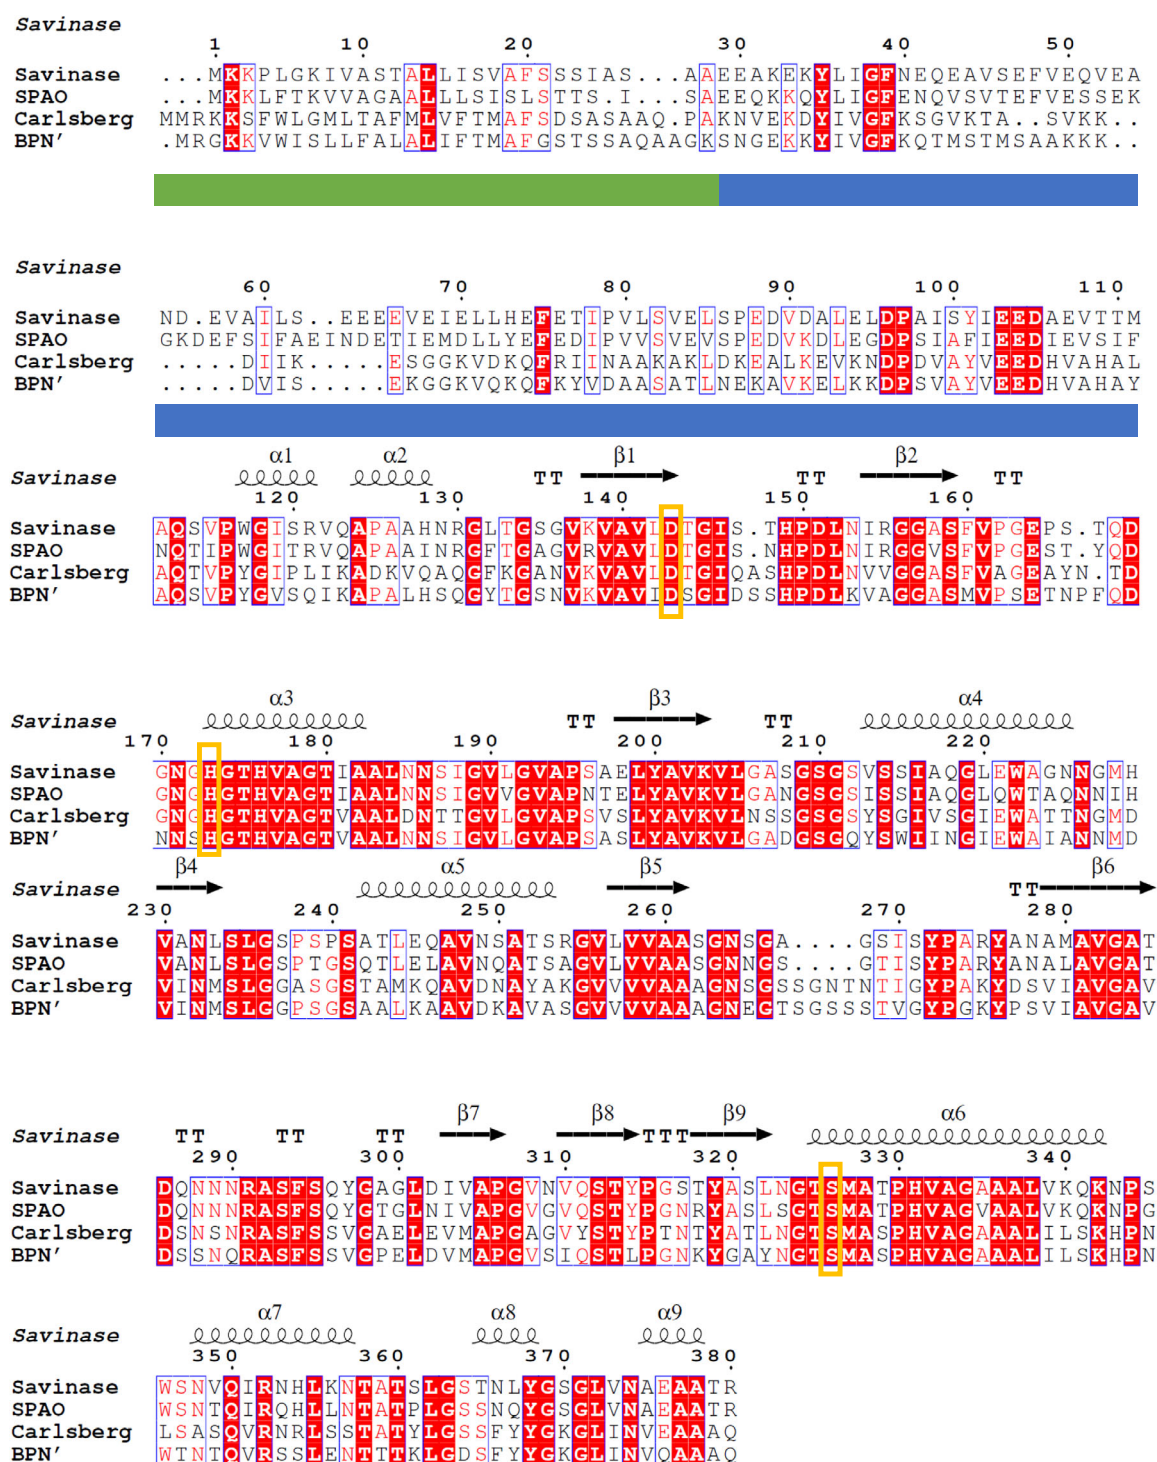 Savinase
1 10 20 30 40 50
Savinase ...MKKPLGKIVASTALLISVAFSSSIAS...AAEEAKEKYLIGFNEQEAVSEFVEQVEA
SPAO ...MKKLFTKVVAGAALLLSISLSTTS.I...SAEEQKKQYLIGFENQVSVTEFVESSEK
Carlsberg MMRKKSFWLGMLTAFMLVFTMAFSDSASAAQ.PAKNVEKDYIVGFKSGVKTA..SVKK..
BPN′ .MRGKKVWISLLFALALIFTMAFGSTSSAQAAGKSNGEKKYIVGFKQTMSTMSAAKKK..
Savinase
60 70 80 90 100 110
Savinase ND.EVAILS..EEEEVEIELLHEFETIPVLSVELSPEDVDALELDPAISYIEEDAEVTTM
SPAO GKDEFSIFAEINDETIEMDLLYEFEDIPVVSVEVSPEDVKDLEGDPSIAFIEEDIEVSIF
Carlsberg .....DIIK.....ESGGKVDKQFRIINAAKAKLDKEALKEVKNDPDVAYVEEDHVAHAL
BPN′ .....DVIS.....EKGGKVQKQFKYVDAASATLNEKAVKELKKDPSVAYVEEDHVAHAY
Savinase α1 α2 TT β1 TT β2 TT
120 130 140 150 160
Savinase AQSVPWGISRVQAPAAHNRGLTGSGVKVAVLDTGIS.THPDLNIRGGASFVPGEPS.TQD
SPAO NQTIPWGITRVQAPAAINRGFTGAGVRVAVLDTGIS.NHPDLNIRGGVSFVPGEST.YQD
Carlsberg AQTVPYGIPLIKADKVQAQGFKGANVKVAVLDTGIQASHPDLNVVGGASFVAGEAYN.TD
BPN′ AQSVPYGVSQIKAPALHSQGYTGSNVKVAVIDSGIDSSHPDLKVAGGASMVPSETNPFQD
Savinase α3 TT β3 TT α4
170 180 190 200 210 220
Savinase GNGHGTHVAGTIAALNNSIGVLGVAPSAELYAVKVLGASGSGSVSSIAQGLEWAGNNGMH
SPAO GNGHGTHVAGTIAALNNSIGVVGVAPNTELYAVKVLGANGSGSISSIAQGLQWTAQNNIH
Carlsberg GNGHGTHVAGTVAALDNTTGVLGVAPSVSLYAVKVLNSSGSGSYSGIVSGIEWATTNGMD
BPN′ NNSHGTHVAGTVAALNNSIGVLGVAPSASLYAVKVLGADGSGQYSWIINGIEWAIANNMD
Savinase β4 α5 β5 TT β6
230 240 250 260 270 280
Savinase VANLSLGSPSPSATLEQAVNSATSRGVLVVAASGNSGA....GSISYPARYANAMAVGAT
SPAO VANLSLGSPTGSQTLELAVNQATSAGVLVVAASGNNGS....GTISYPARYANALAVGAT
Carlsberg VINMSLGGASGSTAMKQAVDNAYAKGVVVVAAAGNSGSSGNTNTIGYPAKYDSVIAVGAV
BPN′ VINMSLGGPSGSAALKAAVDKAVASGVVVVAAAGNEGTSGSSSTVGYPGKYPSVIAVGAV
Savinase TT TT TT β7 β8 TTT β9 α6
290 300 310 320 330 340
Savinase DQNNNRASFSQYGAGLDIVAPGVNVQSTYPGSTYASLNGTSMATPHVAGAAALVKQKNPS
SPAO DQNNNRASFSQYGTGLNIVAPGVGVQSTYPGNRYASLSGTSMATPHVAGVAALVKQKNPG
Carlsberg DSNSNRASFSSVGAELEVMAPGAGVYSTYPTNTYATLNGTSMASPHVAGAAALILSKHPN
BPN′ DSSNQRASFSSVGPELDVMAPGVSIQSTLPGNKYGAYNGTSMASPHVAGAAALILSKHPN
Savinase α7 α8 α9
350 360 370 380
Savinase WSNVQIRNHLKNTATSLGSTNLYGSGLVNAEAATR
SPAO WSNTQIRQHLLNTATPLGSSNQYGSGLVNAEAATR
Carlsberg LSASQVRNRLSSTATYLGSSFYYGKGLINVEAAAQ
BPN′ WTNTQVRSSLENTTTKLGDSFYYGKGLINVQAAAQ